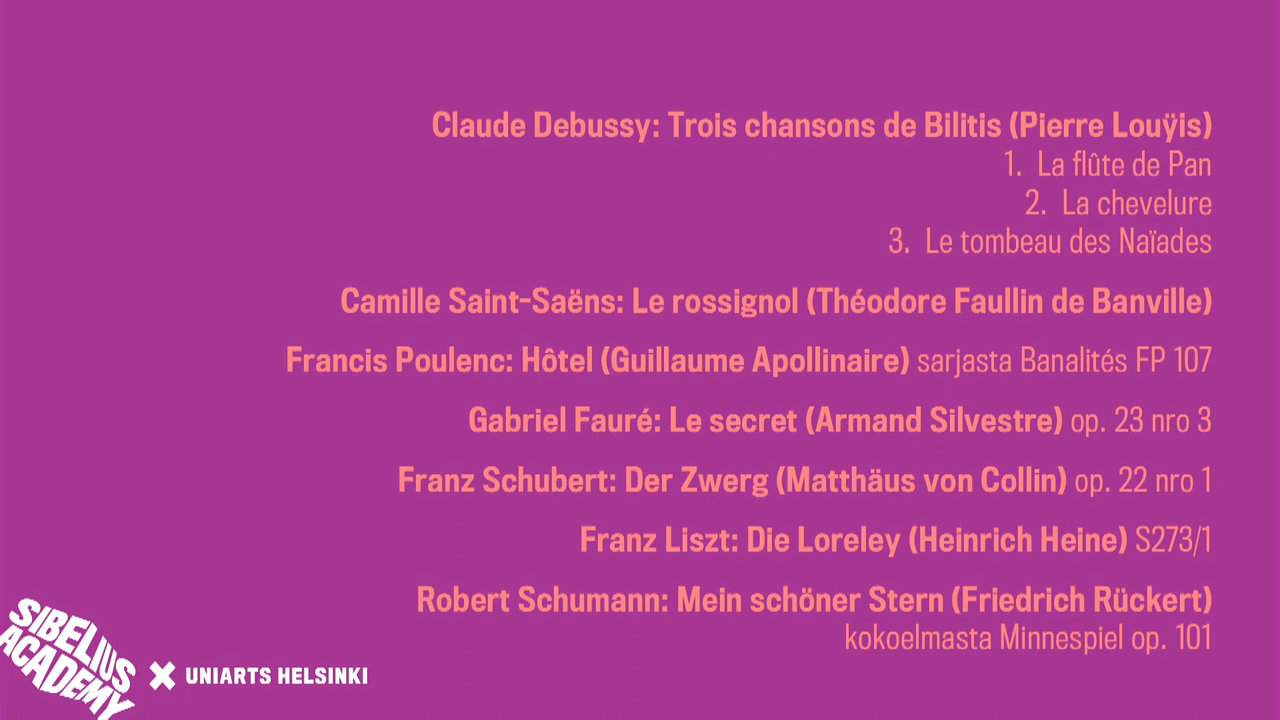 Claude Debussy: Trois chansons de Bilitis (Pierre Louÿis)
1. La flûte de Pan
2. La chevelure
3. Le tombeau des Naïades
Camille Saint-Saëns: Le rossignol (Théodore Faullin de Banville)
Francis Poulenc: Hôtel (Guillaume Apollinaire) sarjasta Banalités FP 107
Gabriel Fauré: Le secret (Armand Silvestre) op. 23 nro 3
Franz Schubert: Der Zwerg (Matthäus von Collin) op. 22 nro 1
Franz Liszt: Die Loreley (Heinrich Heine) S273/1
Robert Schumann: Mein schöner Stern (Friedrich Rückert)
kokoelmasta Minnespiel op. 101
SIBELIUS
ACADEMY
UNIARTS HELSINKI